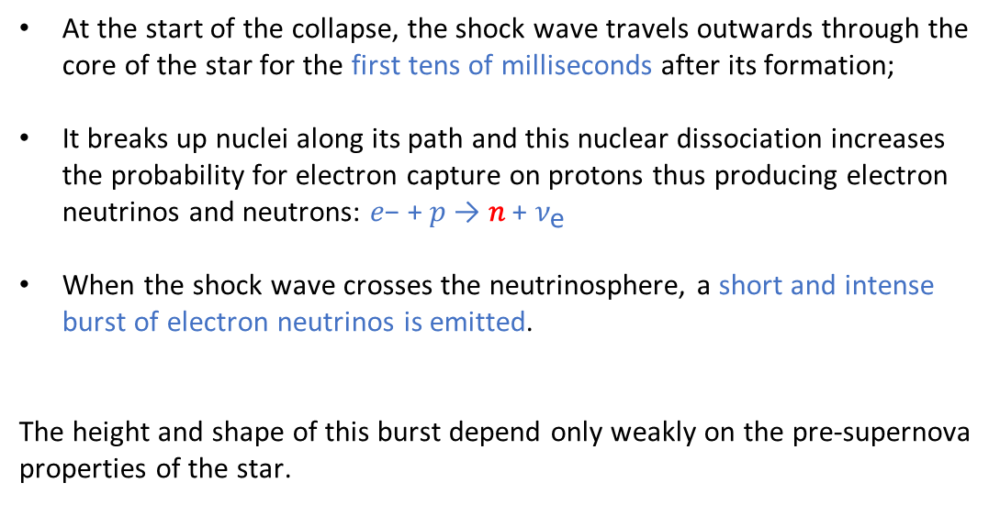 • At the start of the collapse, the shock wave travels outwards through the
core of the star for the first tens of milliseconds after its formation;
• It breaks up nuclei along its path and this nuclear dissociation increases
the probability for electron capture on protons thus producing electron
neutrinos and neutrons: e− + p → n + νe
• When the shock wave crosses the neutrinosphere, a short and intense
burst of electron neutrinos is emitted.
The height and shape of this burst depend only weakly on the pre-supernova
properties of the star.